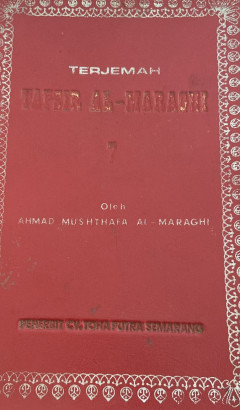 TERJEMAH
TAFSIR AL-MARAGHI
7
Oleh
AHMAD MUSHTHAFA AL-MARAGHI
PENERBIT CV. TOHA PUTRA SEMARANG